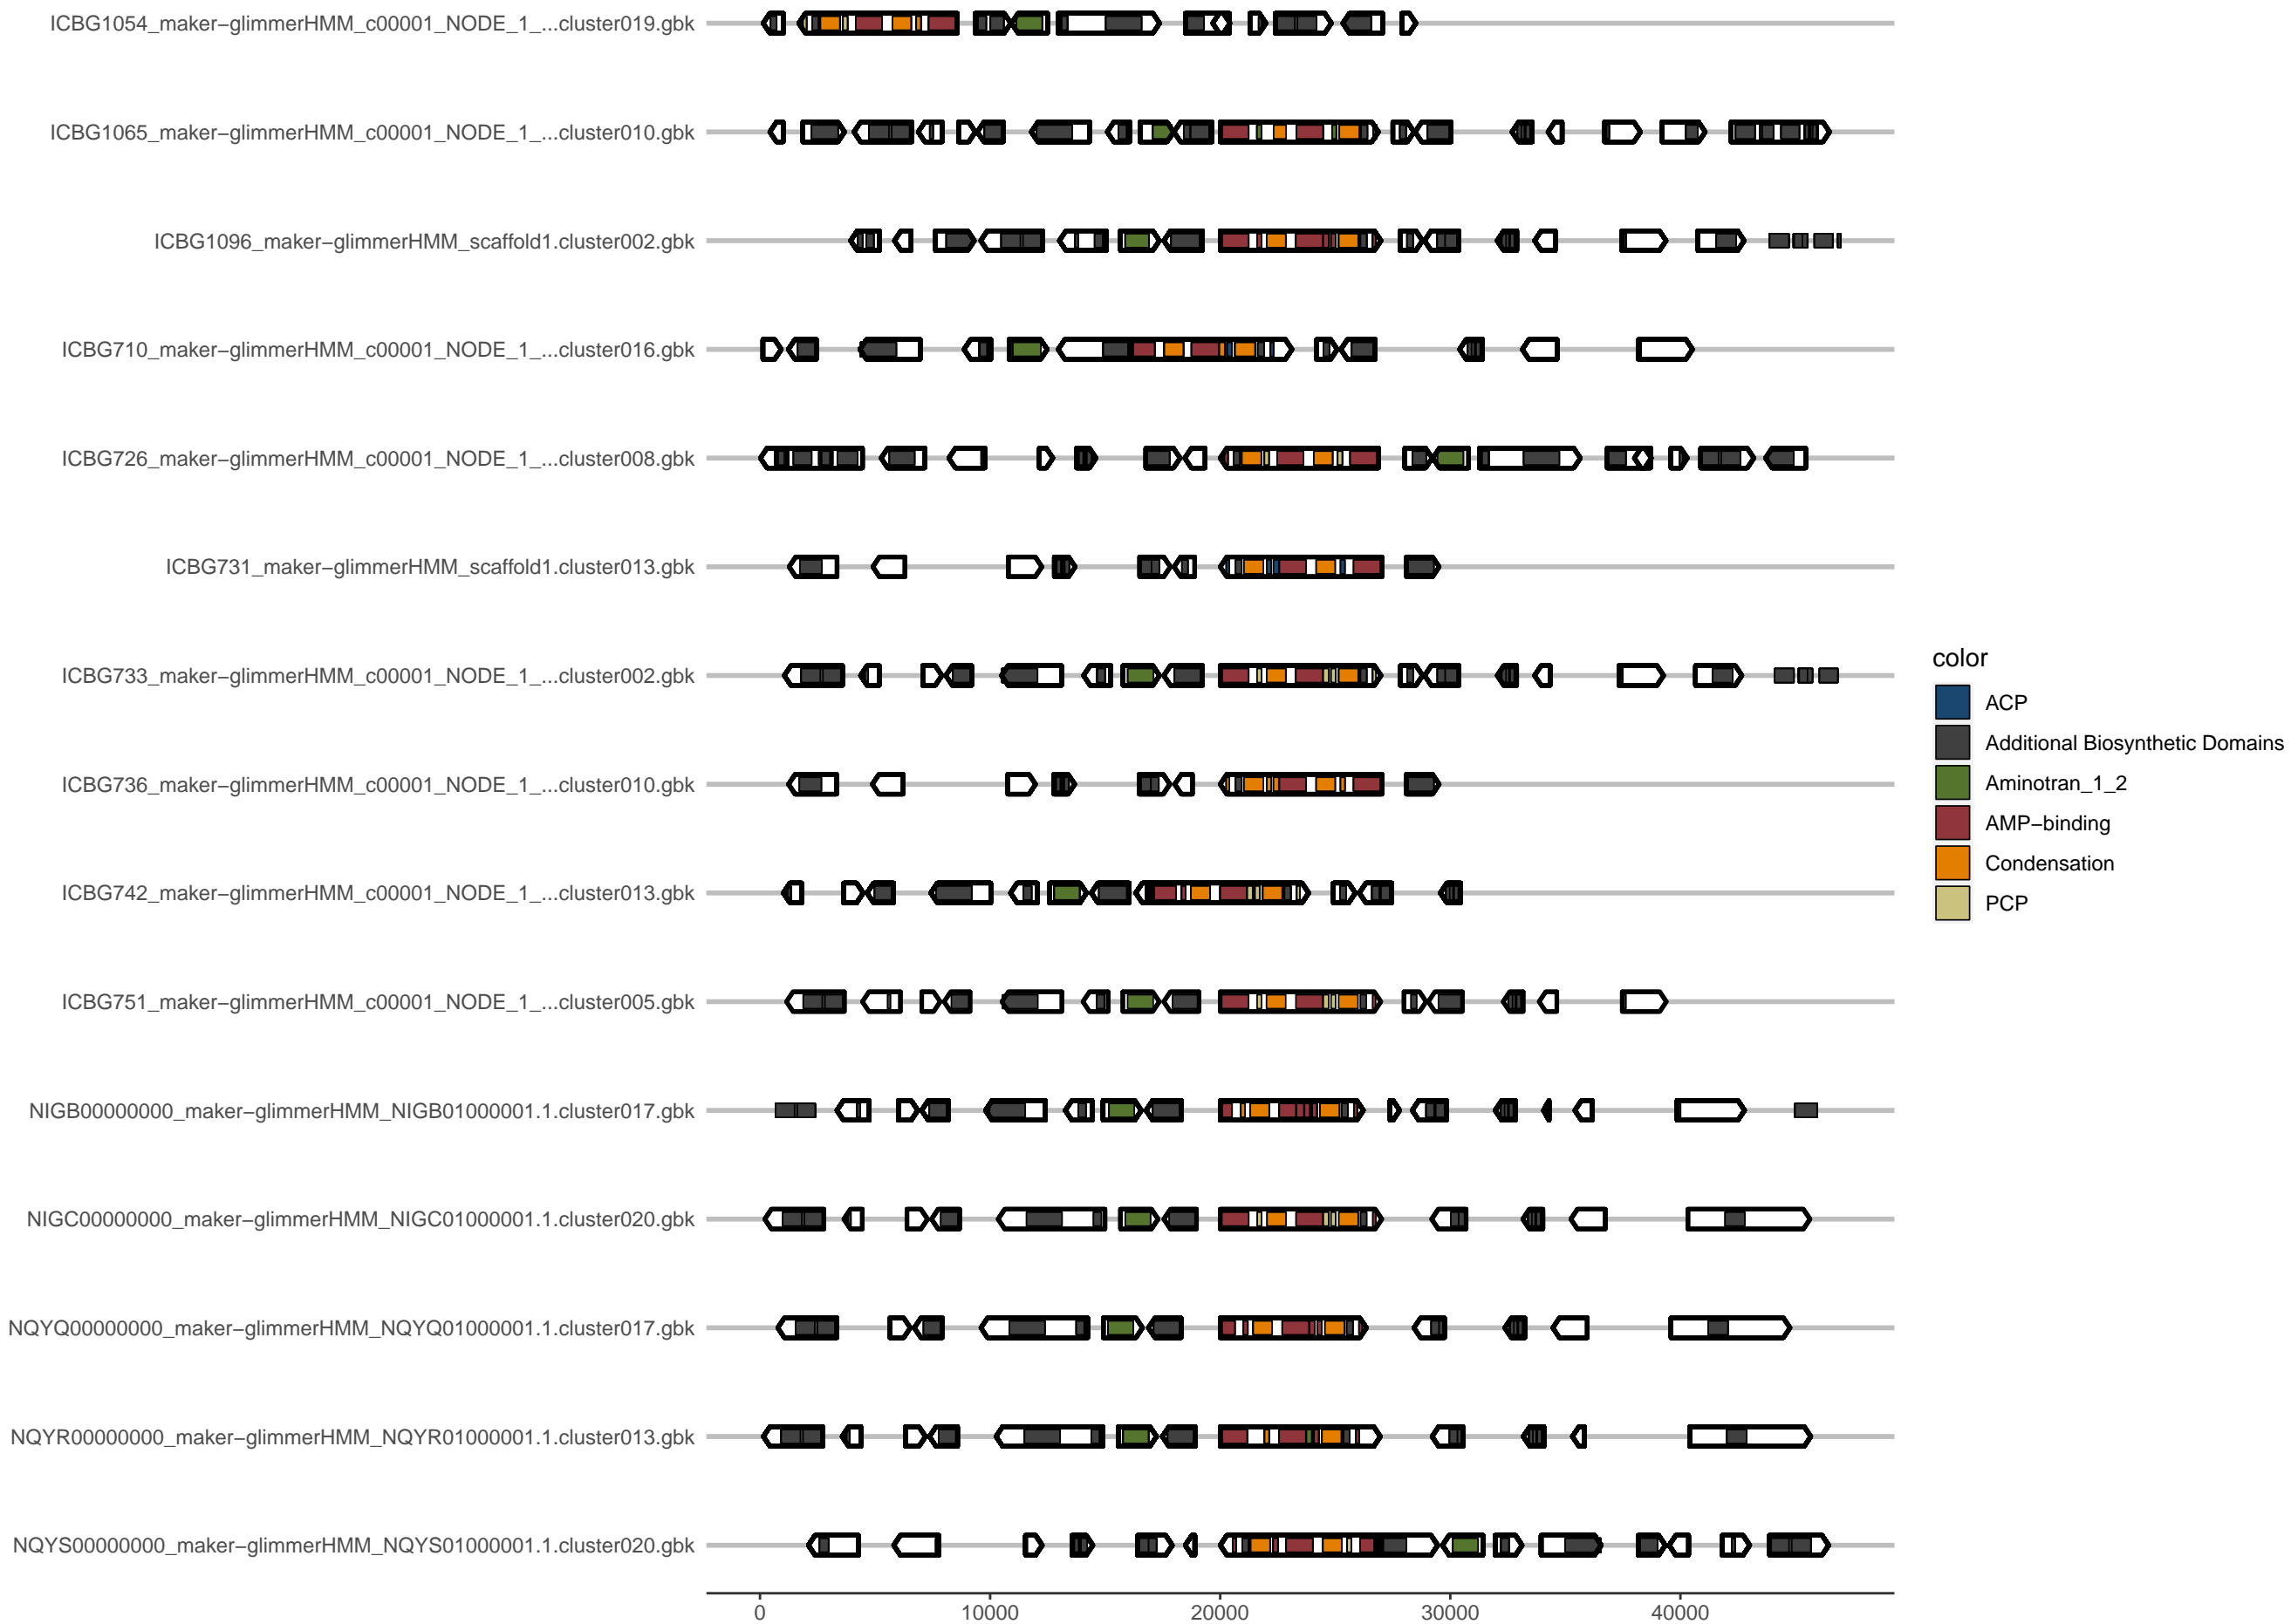 ICBG1054_maker−glimmerHMM_c00001_NODE_1_...cluster019.gbk
ICBG1065_maker−glimmerHMM_c00001_NODE_1_...cluster010.gbk
ICBG1096_maker−glimmerHMM_scaffold1.cluster002.gbk
ICBG710_maker−glimmerHMM_c00001_NODE_1_...cluster016.gbk
ICBG726_maker−glimmerHMM_c00001_NODE_1_...cluster008.gbk
ICBG731_maker−glimmerHMM_scaffold1.cluster013.gbk
ICBG733_maker−glimmerHMM_c00001_NODE_1_...cluster002.gbk
ICBG736_maker−glimmerHMM_c00001_NODE_1_...cluster010.gbk
ICBG742_maker−glimmerHMM_c00001_NODE_1_...cluster013.gbk
ICBG751_maker−glimmerHMM_c00001_NODE_1_...cluster005.gbk
NIGB00000000_maker−glimmerHMM_NIGB01000001.1.cluster017.gbk
NIGC00000000_maker−glimmerHMM_NIGC01000001.1.cluster020.gbk
NQYQ00000000_maker−glimmerHMM_NQYQ01000001.1.cluster017.gbk
NQYR00000000_maker−glimmerHMM_NQYR01000001.1.cluster013.gbk
NQYS00000000_maker−glimmerHMM_NQYS01000001.1.cluster020.gbk
0 10000 20000 30000 40000
color
ACP
Additional Biosynthetic Domains
Aminotran_1_2
AMP−binding
Condensation
PCP